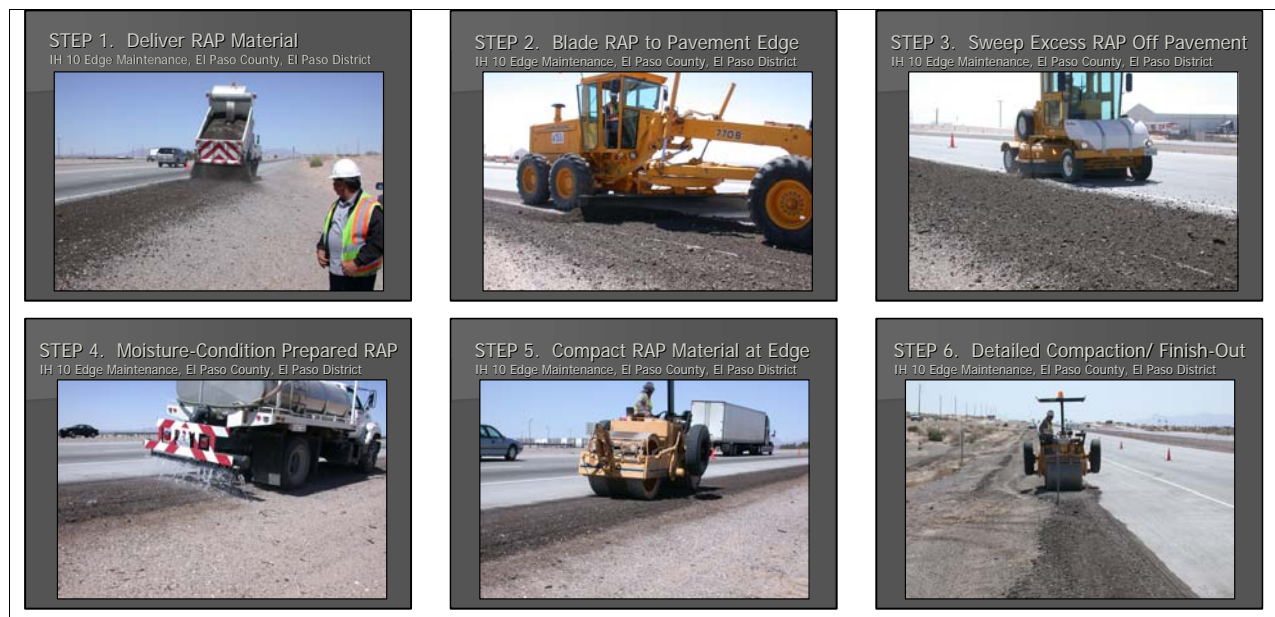 STEP 1. Deliver RAP Material
IH 10 Edge Maintenance, El Paso County, El Paso District
STEP 2. Blade RAP to Pavement Edge
IH 10 Edge Maintenance, El Paso County, El Paso District
770B
STEP 3. Sweep Excess RAP Off Pavement
IH 10 Edge Maintenance, El Paso County, El Paso District
STEP 4. Moisture-Condition Prepared RAP
IH 10 Edge Maintenance, El Paso County, El Paso District
STEP 5. Compact RAP Material at Edge
IH 10 Edge Maintenance, El Paso County, El Paso District
STEP 6. Detailed Compaction/ Finish-Out
IH 10 Edge Maintenance, El Paso County, El Paso District